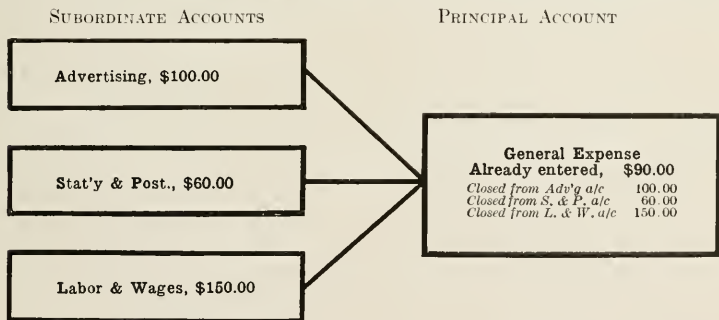 SUBORDINATE ACCOUNTS
PRINCIPAL ACCOUNT
Advertising, $100.00
Stat'y & Post., $60.00
Labor & Wages, $150.00
General Expense
Already entered, $90.00
Closed from Adv'g a/c 100.00
Closed from S. & P. a/c 60.00
Closed from L. & W. a/c 150.00